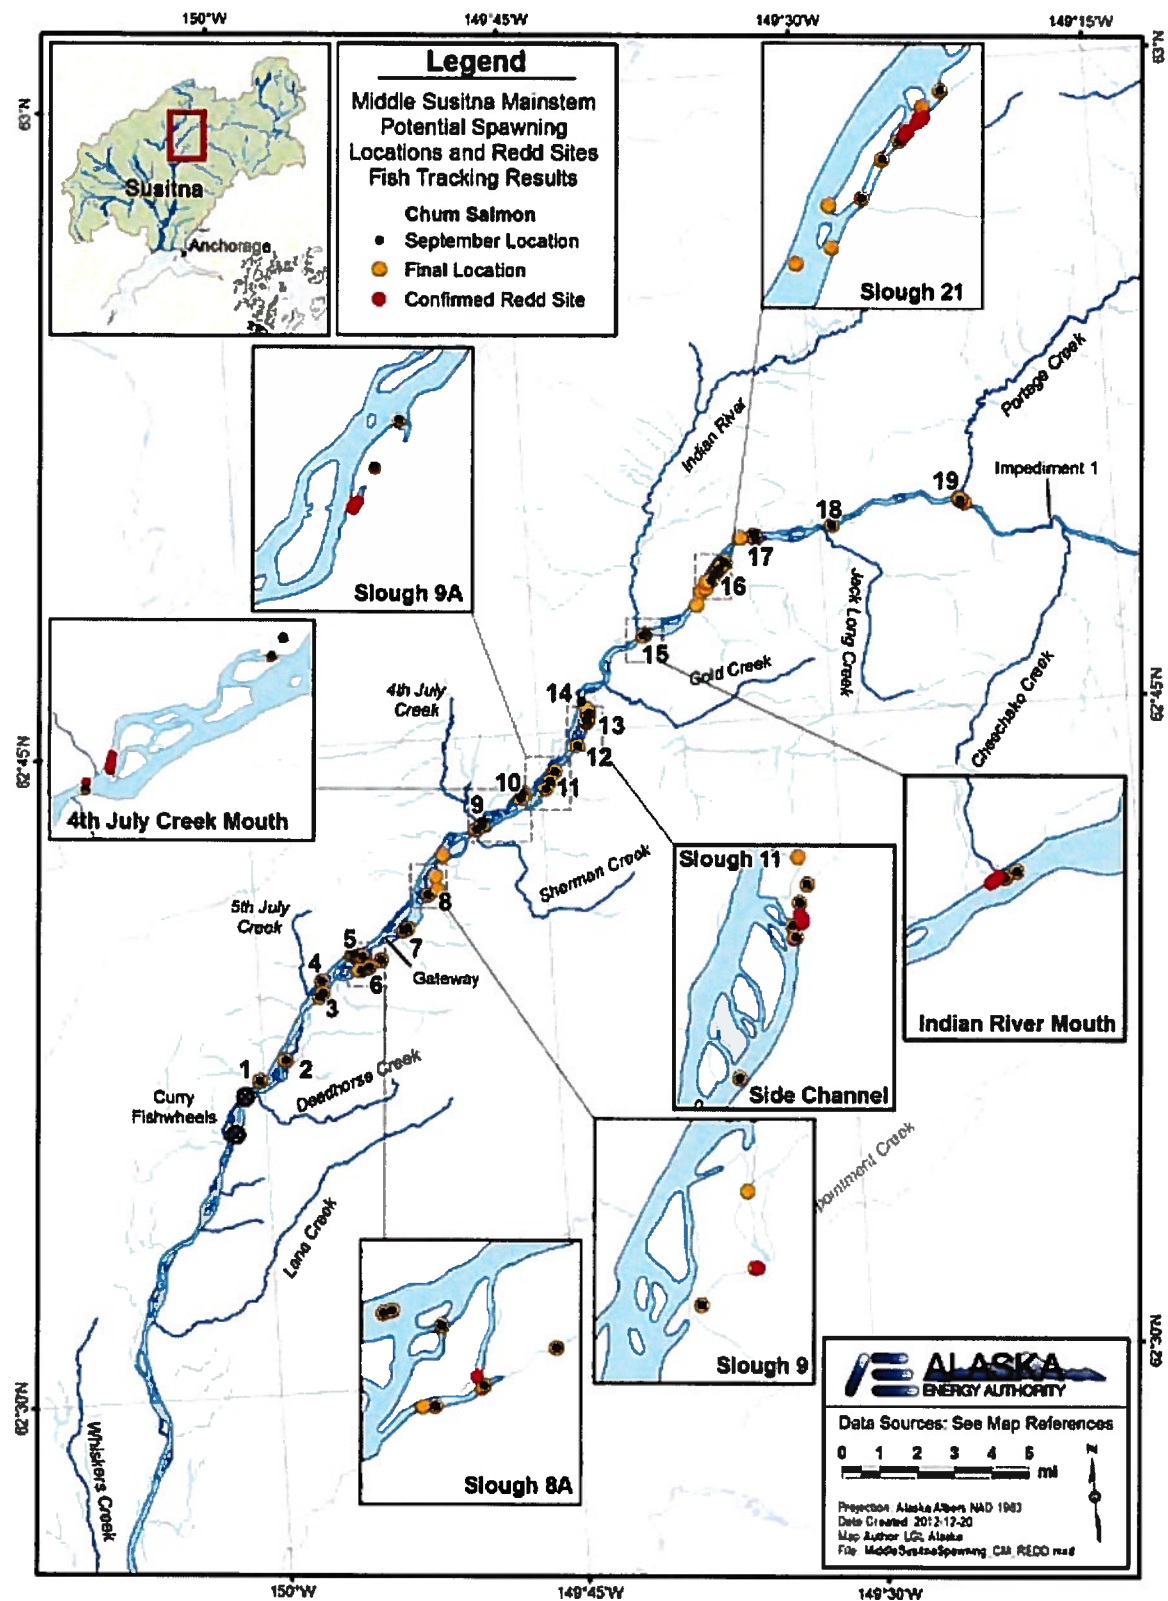 150°W
149°45'W
149°30'W
149°15'W
63°N
63°N
Susitna
Anchorage
Legend
Middle Susitna Mainstem
Potential Spawning
Locations and Redd Sites
Fish Tracking Results
Chum Salmon
September Location
Final Location
Confirmed Redd Site
Slough 21
Slough 9A
Indian River
Portage Creek
Impediment 1
19
18
17
16
15
Jack Long Creek
Cheechako Creek
Gold Creek
62°45'N
62°45'N
4th July Creek Mouth
4th July
Creek
14
13
12
11
10
9
Sherman Creek
8
Slough 11
Side Channel
Indian River Mouth
5th July
Creek
7
Gateway
5
6
4
3
2
1
Deadhorse Creek
Curry
Fishwheels
Lane Creek
Slough 9
Slough 8A
Whiskers Creek
62°30'N
62°30'N
ALASKA
ENERGY AUTHORITY
Data Sources: See Map References
0 1 2 3 4 5
mi
N
Projection: Alaska Albers NAD 1983
Date Created: 2012-12-20
Map Author: LGL Alaska
150°W
149°45'W
149°30'W